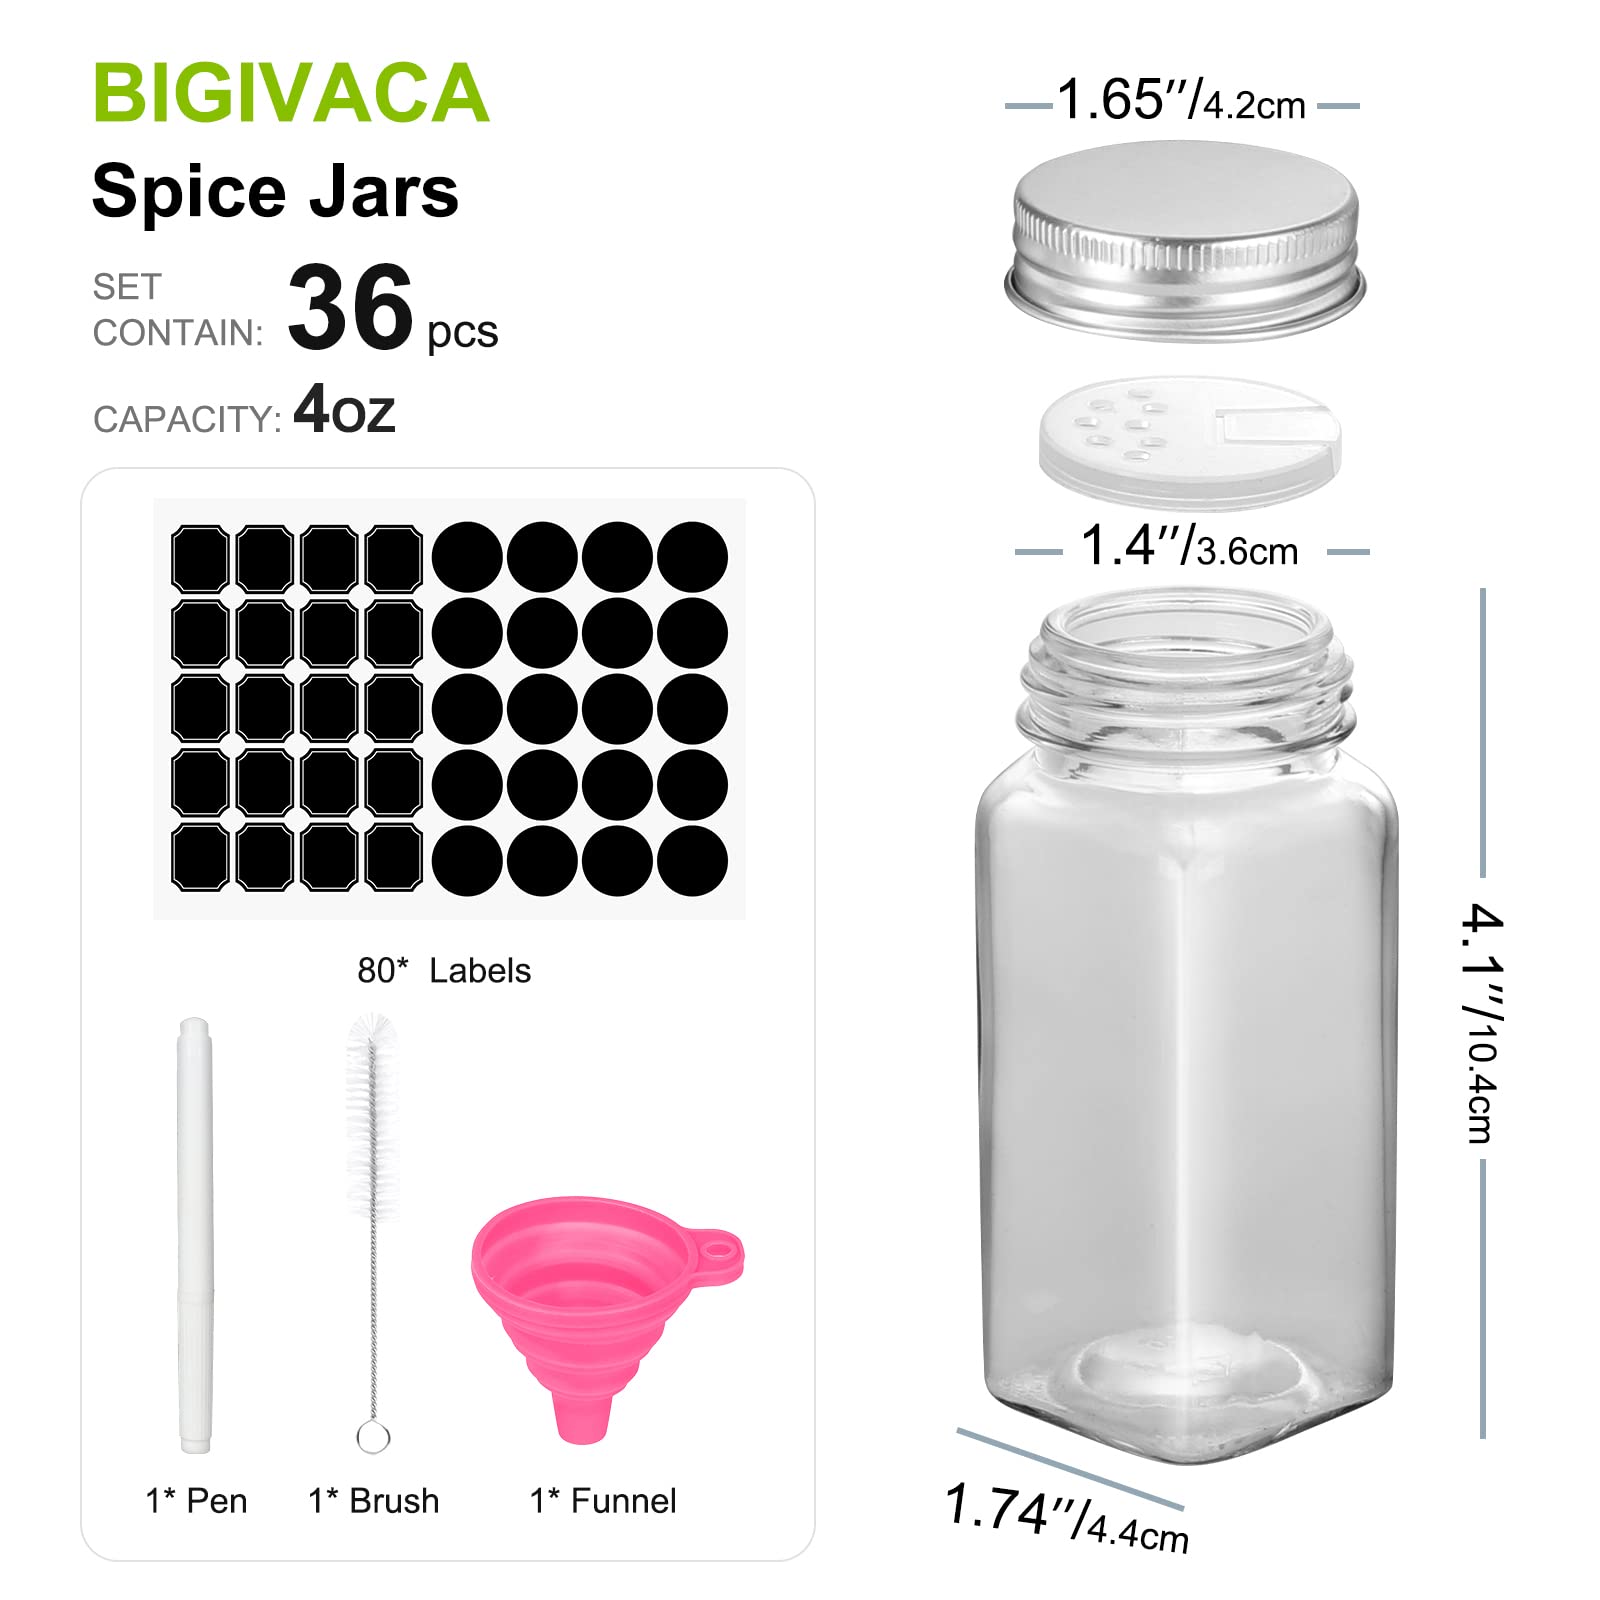 BIGIVACA
Spice Jars
SET
CONTAIN: 36 pcs
CAPACITY: 4oz
80* Labels
1* Pen
1* Brush
1* Funnel
1.65″/4.2cm
1.4″/3.6cm
4.1″/10.4cm
1.74″/4.4cm